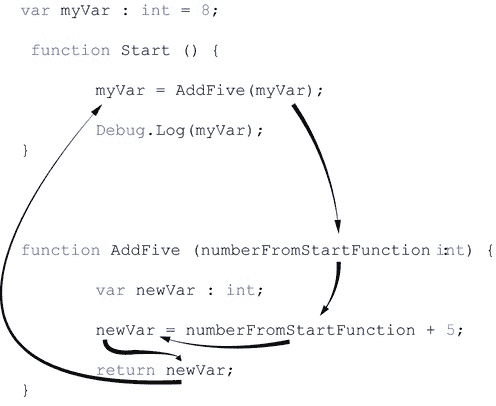 var myVar : int = 8;
function Start () {
myVar = AddFive(myVar);
Debug.Log(myVar);
}
function AddFive (numberFromStartFunction : int) {
var newVar : int;
newVar = numberFromStartFunction + 5;
return newVar;
}